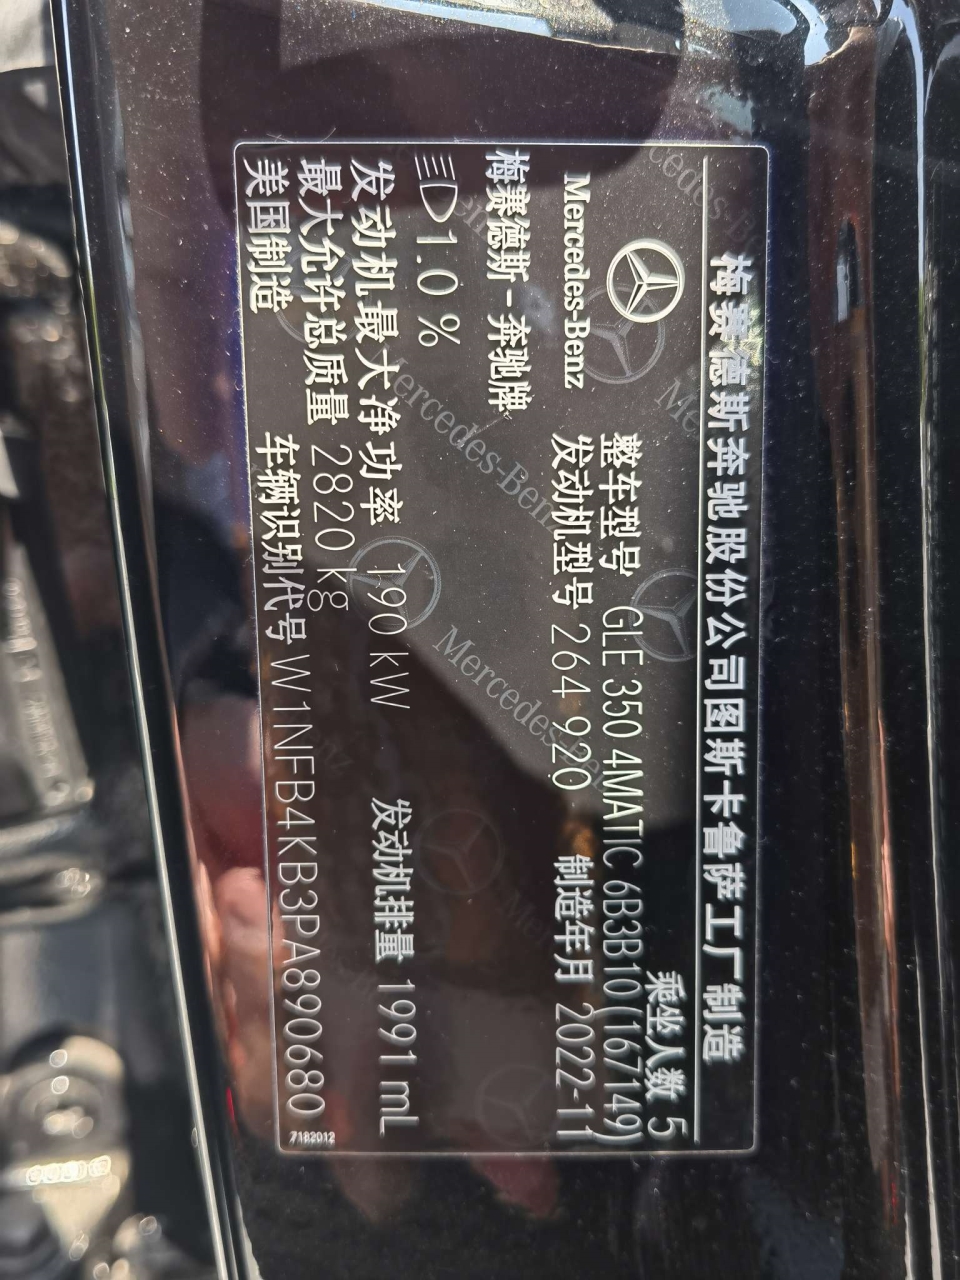 梅赛德斯奔驰股份公司图斯卡鲁萨工厂制造
乘坐人数 5
Mercedes-Benz
整车型号 GLE 350 4MATIC 6B3B10(167149)
发动机型号 264 920 制造年月 2022-11
梅赛德斯-奔驰牌
1.0 %
发动机最大净功率 190 kW 发动机排量 1991 mL
最大允许总质量 2820 kg
美国制造 车辆识别代号 W1NFB4KB3PA890680
7182012